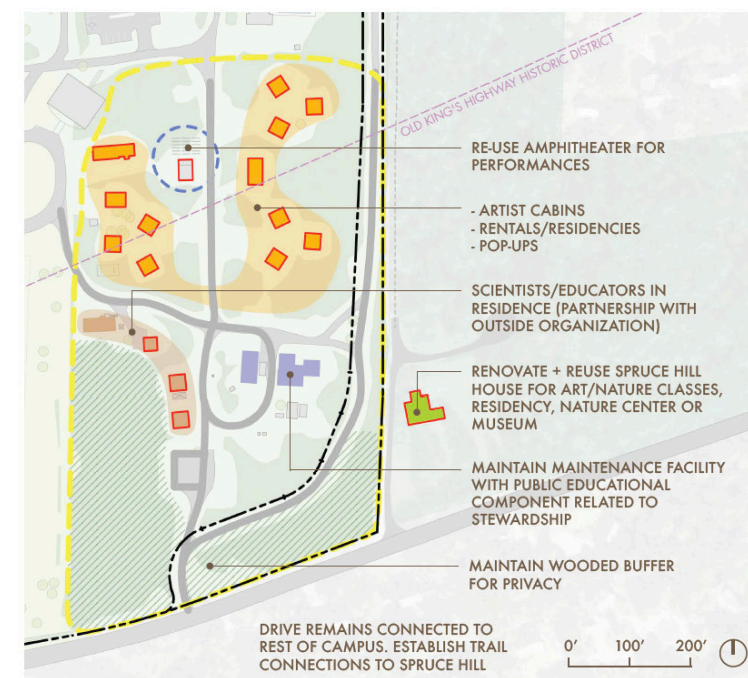 OLD KING'S HIGHWAY HISTORIC DISTRICT
RE-USE AMPHITHEATER FOR
PERFORMANCES
- ARTIST CABINS
- RENTALS/RESIDENCIES
- POP-UPS
SCIENTISTS/EDUCATORS IN
RESIDENCE (PARTNERSHIP WITH
OUTSIDE ORGANIZATION)
RENOVATE + REUSE SPRUCE HILL
HOUSE FOR ART/NATURE CLASSES,
RESIDENCY, NATURE CENTER OR
MUSEUM
MAINTAIN MAINTENANCE FACILITY
WITH PUBLIC EDUCATIONAL
COMPONENT RELATED TO
STEWARDSHIP
MAINTAIN WOODED BUFFER
FOR PRIVACY
DRIVE REMAINS CONNECTED TO
REST OF CAMPUS. ESTABLISH TRAIL
CONNECTIONS TO SPRUCE HILL
0' 100' 200'